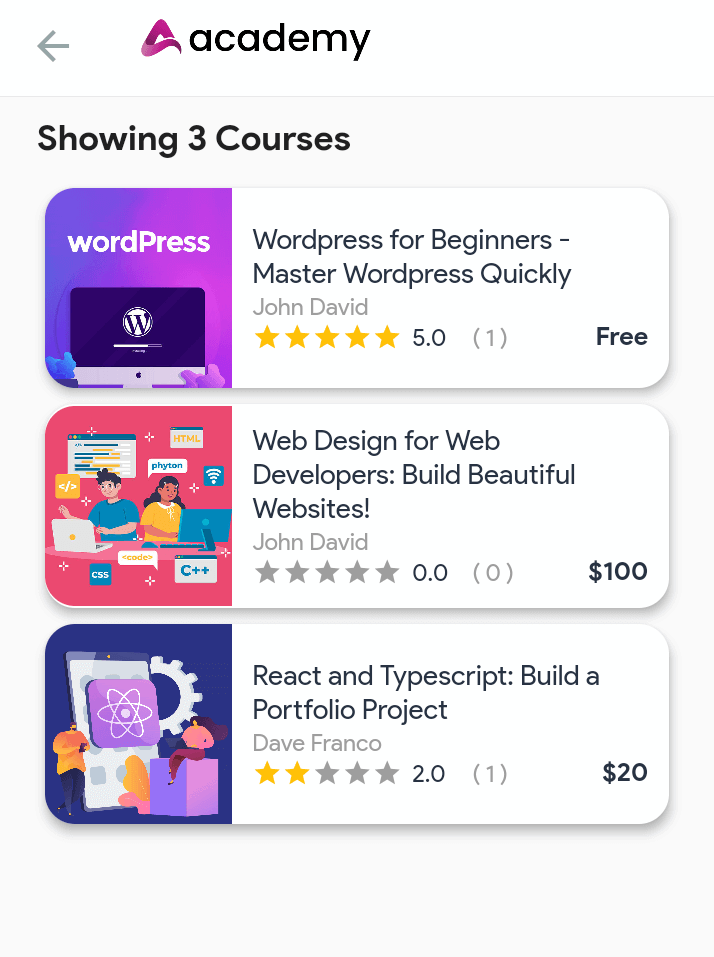 academy
Showing 3 Courses
wordPress
Wordpress for Beginners -
Master Wordpress Quickly
John David
5.0 (1) Free
HTML
phyton
</>
<code>
css
C++
Web Design for Web
Developers: Build Beautiful
Websites!
John David
0.0 (0) $100
React and Typescript: Build a
Portfolio Project
Dave Franco
2.0 (1) $20